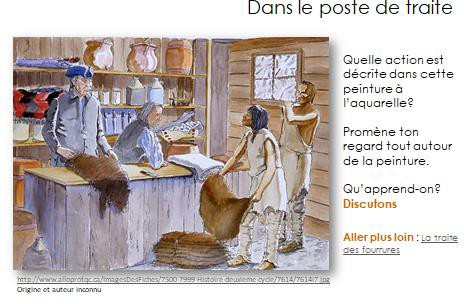 Dans le poste de traite
Quelle action est
décrite dans cette
peinture à
l'aquarelle?
Promène ton
regard tout autour
de la peinture.
Qu'apprend-on?
Discutons
Aller plus loin : La traite
des fourrures
http://www.alloprofqc.ca/ImagesDesFiches/7500-7999 Histoire deuxieme cycle/7614/7614i7.jpg
Origine et auteur inconnu